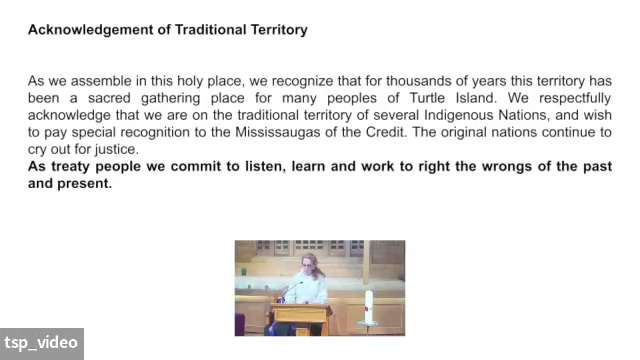 Acknowledgement of Traditional Territory
As we assemble in this holy place, we recognize that for thousands of years this territory has
been a sacred gathering place for many peoples of Turtle Island. We respectfully
acknowledge that we are on the traditional territory of several Indigenous Nations, and wish
to pay special recognition to the Mississaugas of the Credit. The original nations continue to
cry out for justice.
As treaty people we commit to listen, learn and work to right the wrongs of the past
and present.
tsp_video